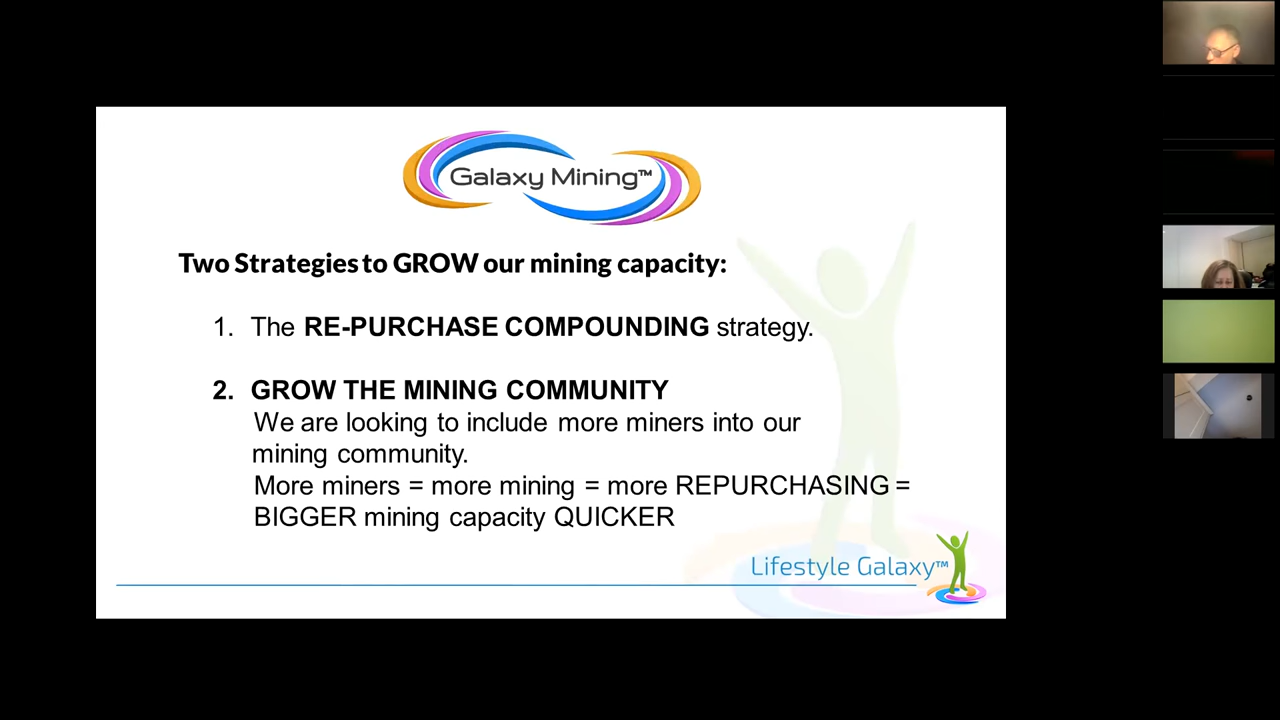 Galaxy Mining™
Two Strategies to GROW our mining capacity:
1. The RE-PURCHASE COMPOUNDING strategy.
2. GROW THE MINING COMMUNITY
We are looking to include more miners into our
mining community.
More miners = more mining = more REPURCHASING =
BIGGER mining capacity QUICKER
Lifestyle Galaxy™